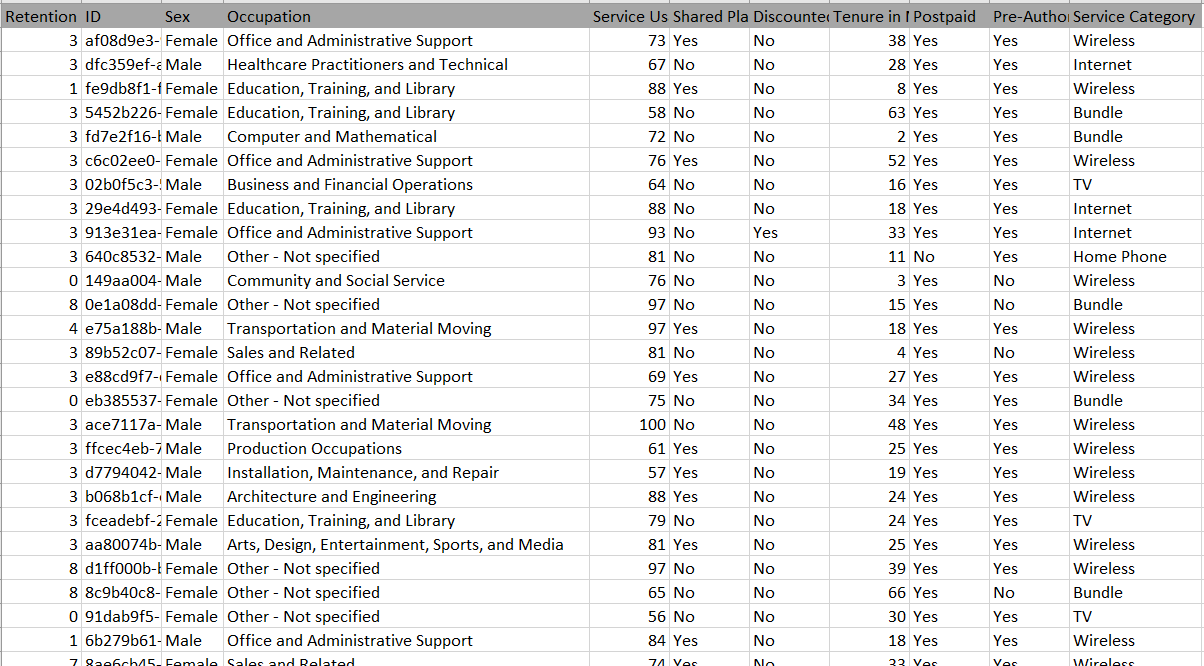 Retention ID Sex Occupation Service Us Shared Pla Discounted Tenure in Postpaid Pre-Author Service Category
3 af08d9e3- Female Office and Administrative Support 73 Yes No 38 Yes Yes Wireless
3 dfc359ef- Male Healthcare Practitioners and Technical 67 No No 28 Yes Yes Internet
1 fe9db8f1- Female Education, Training, and Library 88 Yes No 8 Yes Yes Wireless
3 5452b226- Female Education, Training, and Library 58 No No 63 Yes Yes Bundle
3 fd7e2f16- Male Computer and Mathematical 72 No No 2 Yes Yes Bundle
3 c6c02ee0- Female Office and Administrative Support 76 Yes No 52 Yes Yes Wireless
3 02b0f5c3- Male Business and Financial Operations 64 No No 16 Yes Yes TV
3 29e4d493- Female Education, Training, and Library 88 No No 18 Yes Yes Internet
3 913e31ea- Female Office and Administrative Support 93 No Yes 33 Yes Yes Internet
3 640c8532- Male Other - Not specified 81 No No 11 No Yes Home Phone
0 149aa004- Male Community and Social Service 76 No No 3 Yes No Wireless
8 0e1a08dd- Female Other - Not specified 97 No No 15 Yes No Bundle
4 e75a188b- Male Transportation and Material Moving 97 Yes No 18 Yes Yes Wireless
3 89b52c07- Female Sales and Related 81 No No 4 Yes No Wireless
3 e88cd9f7- Female Office and Administrative Support 69 Yes No 27 Yes Yes Wireless
0 eb385537- Female Other - Not specified 75 No No 34 Yes Yes Bundle
3 ace7117a- Male Transportation and Material Moving 100 No No 48 Yes Yes Wireless
3 ffcec4eb-7 Male Production Occupations 61 Yes No 25 Yes Yes Wireless
3 d7794042- Male Installation, Maintenance, and Repair 57 Yes No 19 Yes Yes Wireless
3 b068b1cf- Male Architecture and Engineering 88 Yes No 24 Yes Yes Wireless
3 fceadebf-2 Female Education, Training, and Library 79 No No 24 Yes Yes TV
3 aa80074b- Male Arts, Design, Entertainment, Sports, and Media 81 Yes No 25 Yes Yes Wireless
8 d1ff000b- Female Other - Not specified 97 No No 39 Yes Yes Wireless
8 8c9b40c8- Female Other - Not specified 65 No No 66 Yes No Bundle
0 91dab9f5- Female Other - Not specified 56 No No 30 Yes Yes TV
1 6b279b61- Male Office and Administrative Support 84 Yes No 18 Yes Yes Wireless
7 8ae6cb45- Female Sales and Related 74 Yes No 33 Yes Yes Wireless